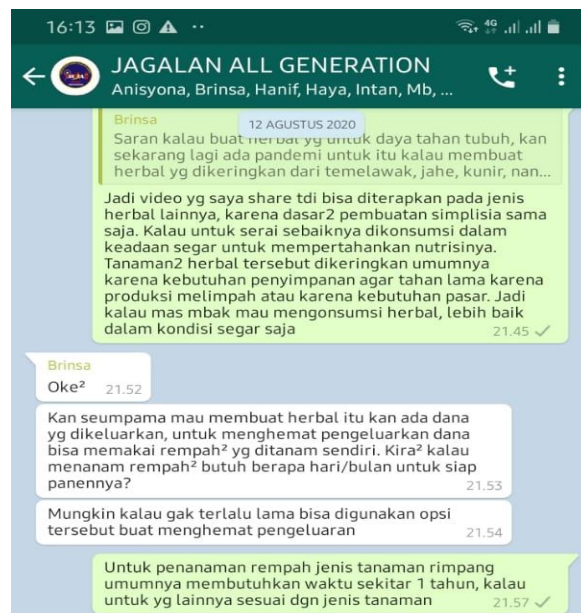 16:13
4G
JAGALAN ALL GENERATION
Anisyona, Brinsa, Hanif, Haya, Intan, Mb, ...
12 AGUSTUS 2020
Brinsa
Saran kalau buat herbal yg untuk daya tahan tubuh, kan
sekarang lagi ada pandemi untuk itu kalau membuat
herbal yg dikeringkan dari temelawak, jahe, kunir, nan...
Jadi video yg saya share tdi bisa diterapkan pada jenis
herbal lainnya, karena dasar2 pembuatan simplisia sama
saja. Kalau untuk serai sebaiknya dikonsumsi dalam
keadaan segar untuk mempertahankan nutrisinya.
Tanaman2 herbal tersebut dikeringkan umumnya
karena kebutuhan penyimpanan agar tahan lama karena
produksi melimpah atau karena kebutuhan pasar. Jadi
kalau mas mbak mau mengonsumsi herbal, lebih baik
dalam kondisi segar saja 21.45
Brinsa
Oke² 21.52
Kan seumpama mau membuat herbal itu kan ada dana
yg dikeluarkan, untuk menghemat pengeluarkan dana
bisa memakai rempah² yg ditanam sendiri. Kira² kalau
menanam rempah² butuh berapa hari/bulan untuk siap
panennya? 21.53
Mungkin kalau gak terlalu lama bisa digunakan opsi
tersebut buat menghemat pengeluaran 21.54
Untuk penanaman rempah jenis tanaman rimpang
umumnya membutuhkan waktu sekitar 1 tahun, kalau
untuk yg lainnya sesuai dgn jenis tanaman 21.57